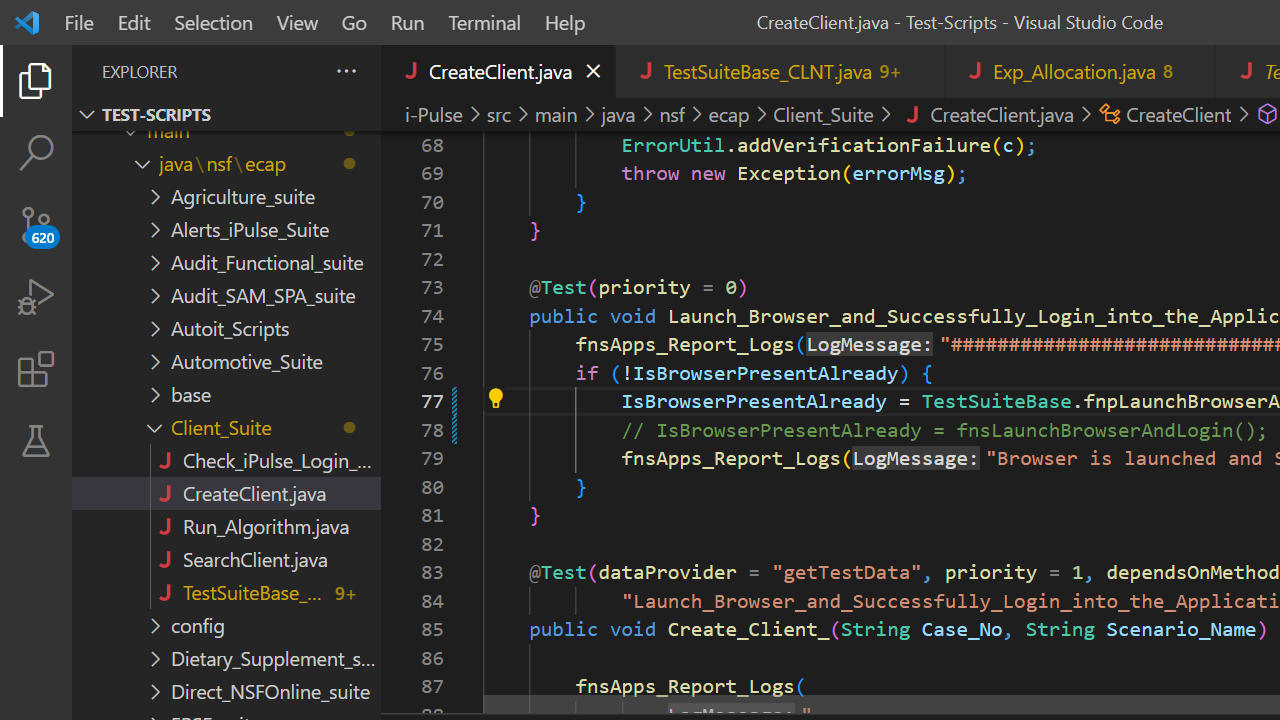 File Edit Selection View Go Run Terminal Help CreateClient.java - Test-Scripts - Visual Studio Code
EXPLORER ···
TEST-SCRIPTS
main
java\nsf\ecap
Agriculture_suite
Alerts_iPulse_Suite
Audit_Functional_suite
Audit_SAM_SPA_suite
Autoit_Scripts
Automotive_Suite
base
Client_Suite
Check_iPulse_Login_...
CreateClient.java
Run_Algorithm.java
SearchClient.java
TestSuiteBase_... 9+
config
Dietary_Supplement_s...
Direct_NSFOnline_suite
620
CreateClient.java TestSuiteBase_CLNT.java 9+ Exp_Allocation.java 8
i-Pulse > src > main > java > nsf > ecap > Client_Suite > CreateClient.java > CreateClient >
68 ErrorUtil.addVerificationFailure(c);
69 throw new Exception(errorMsg);
70 }
71 }
72
73 @Test(priority = 0)
74 public void Launch_Browser_and_Successfully_Login_into_the_Applic
75 fnsApps_Report_Logs(LogMessage: "#############################
76 if (!IsBrowserPresentAlready) {
77 IsBrowserPresentAlready = TestSuiteBase.fnpLaunchBrowserA
78 // IsBrowserPresentAlready = fnsLaunchBrowserAndLogin();
79 fnsApps_Report_Logs(LogMessage: "Browser is launched and S
80 }
81 }
82
83 @Test(dataProvider = "getTestData", priority = 1, dependsOnMethod
84 "Launch_Browser_and_Successfully_Login_into_the_Applicati
85 public void Create_Client_(String Case_No, String Scenario_Name)
86
87 fnsApps_Report_Logs(